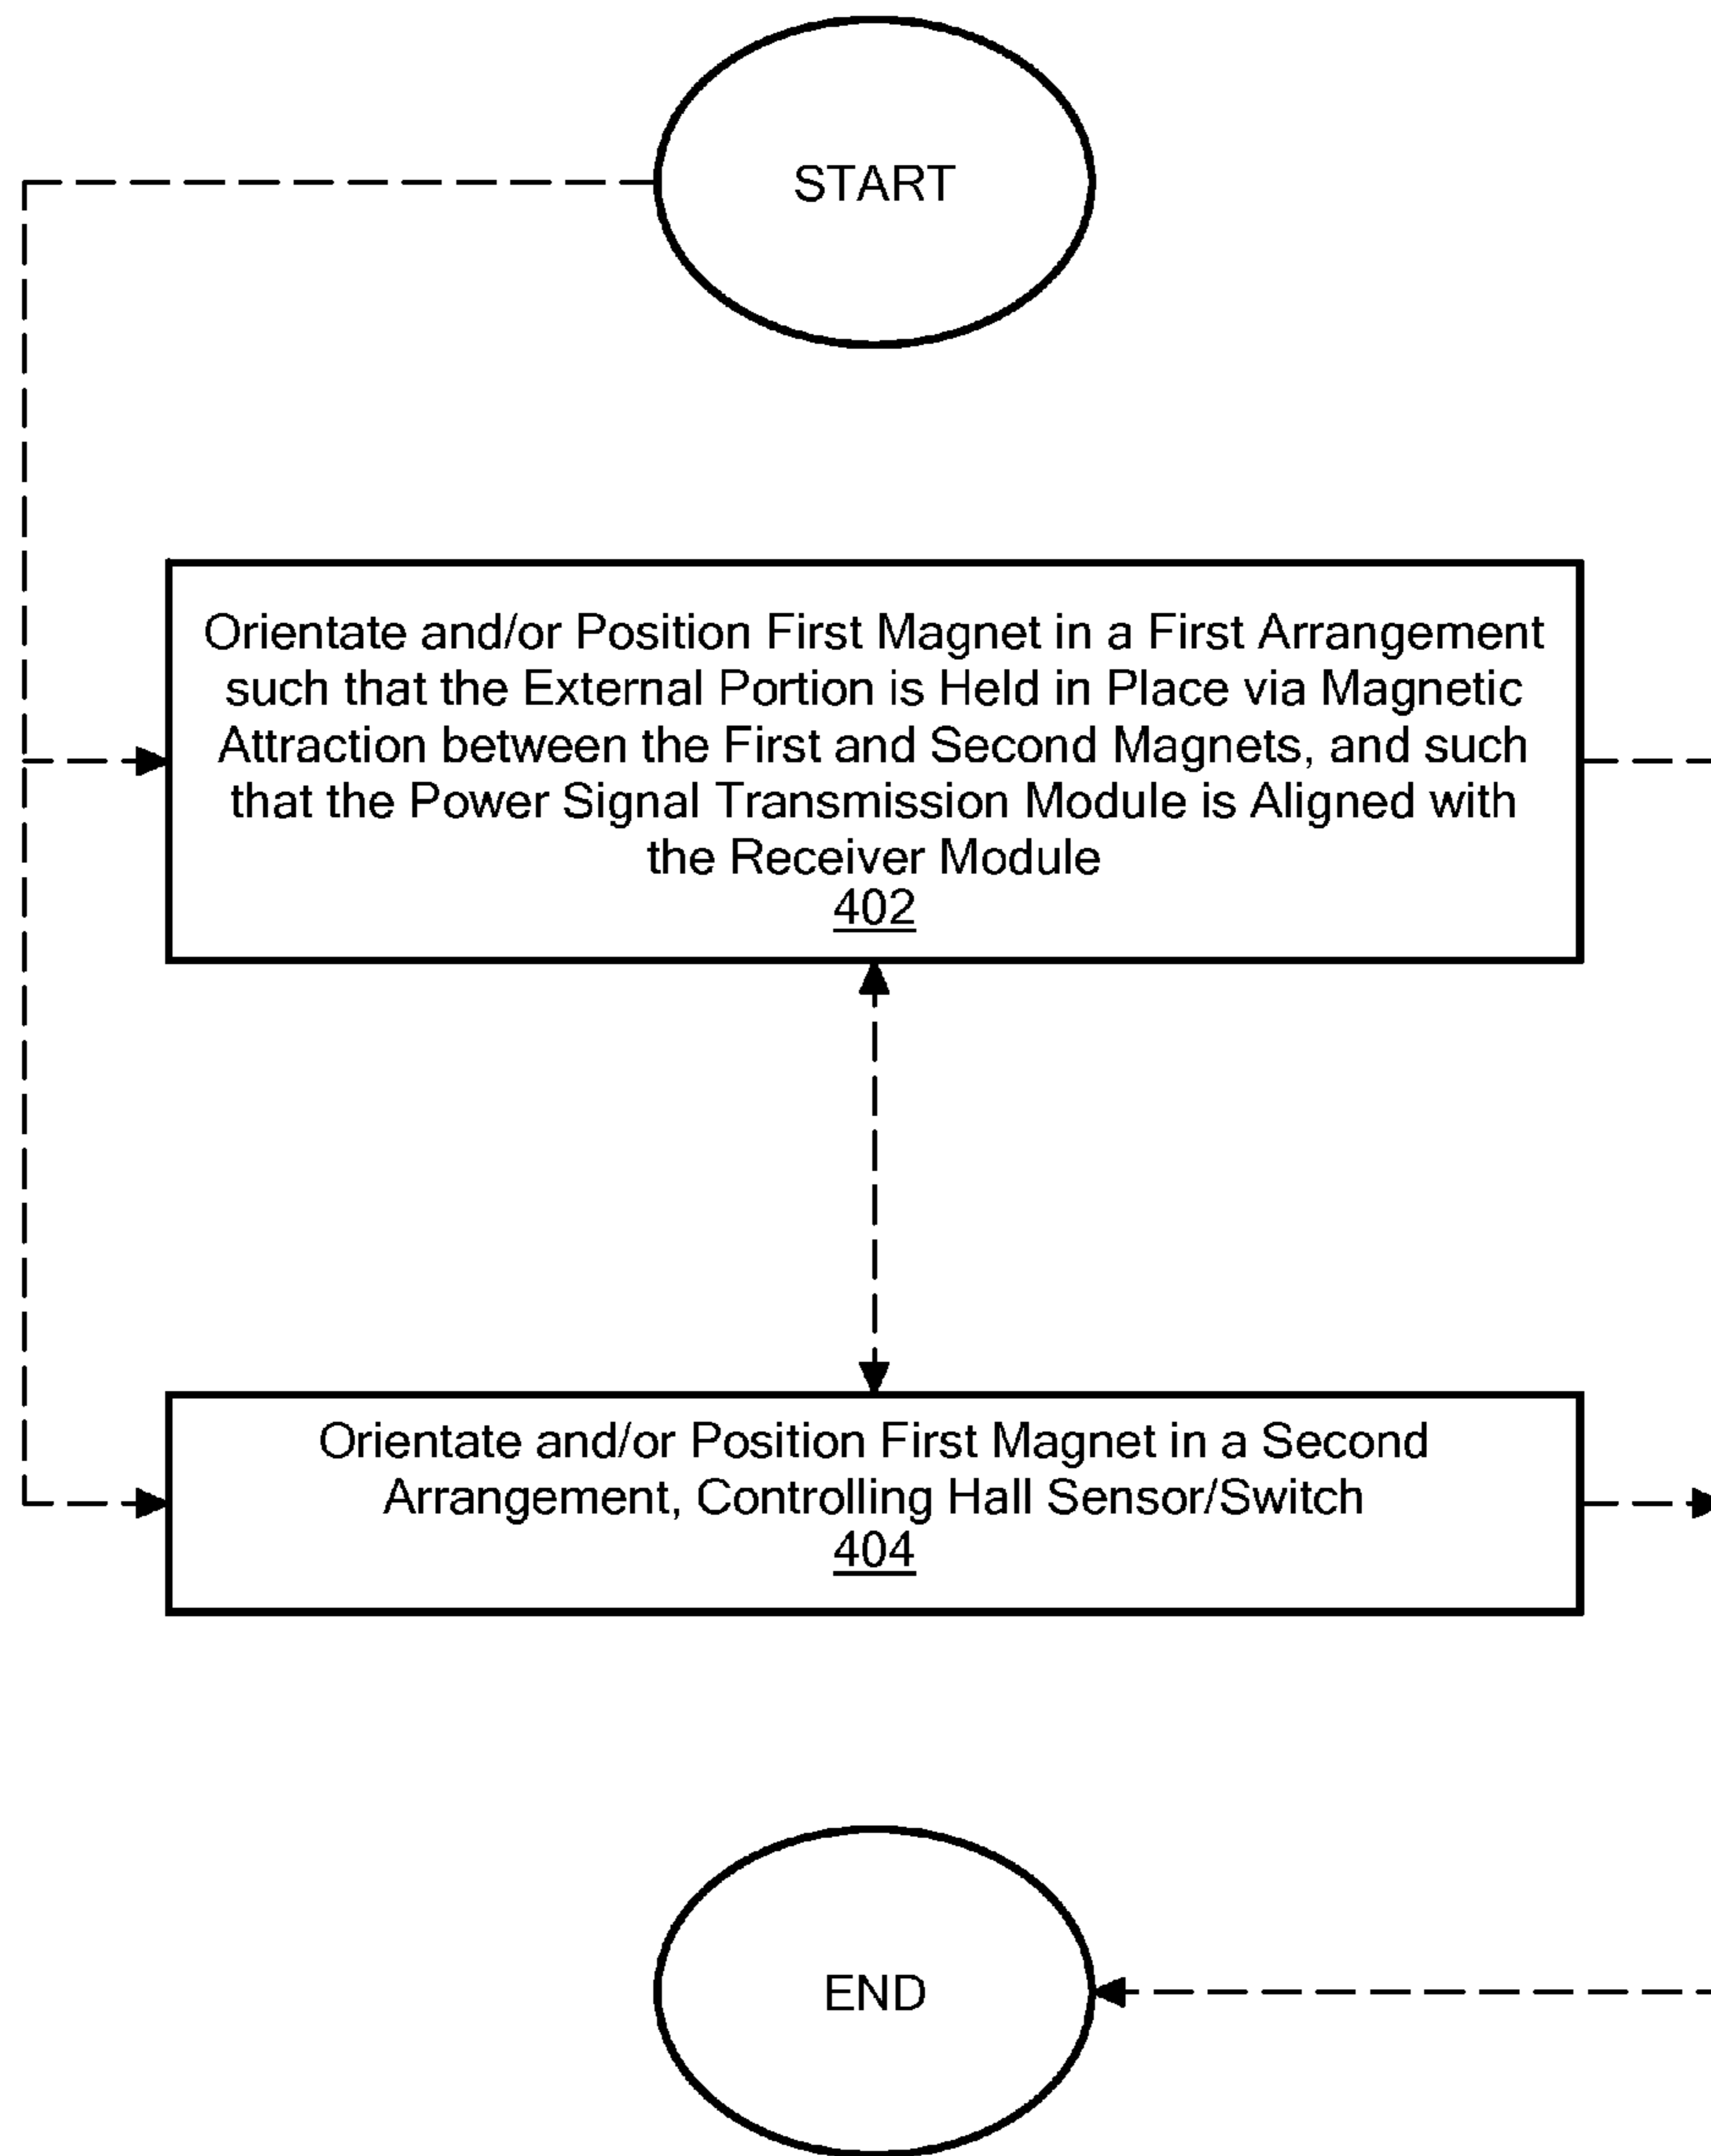 START
Orientate and/or Position First Magnet in a First Arrangement
such that the External Portion is Held in Place via Magnetic
Attraction between the First and Second Magnets, and such
that the Power Signal Transmission Module is Aligned with
the Receiver Module
402
Orientate and/or Position First Magnet in a Second
Arrangement, Controlling Hall Sensor/Switch
404
END